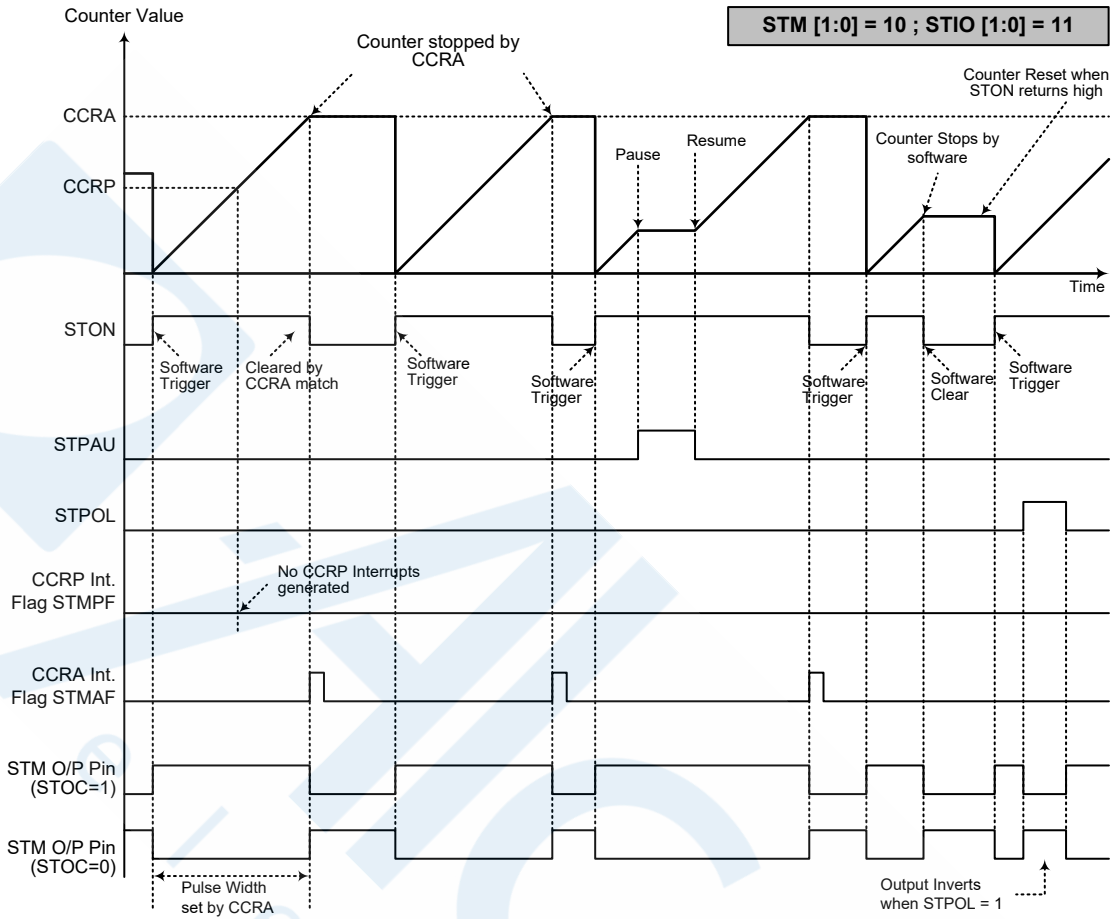 Counter Value
STM [1:0] = 10 ; STIO [1:0] = 11
Counter stopped by
CCRA
Counter Reset when
STON returns high
CCRA
Pause
Resume
Counter Stops by
software
CCRP
Time
STON
Software
Trigger
Cleared by
CCRA match
Software
Trigger
Software
Trigger
Software
Trigger
Software
Clear
Software
Trigger
STPAU
STPOL
CCRP Int.
Flag STMPF
No CCRP Interrupts
generated
CCRA Int.
Flag STMAF
STM O/P Pin
(STOC=1)
STM O/P Pin
(STOC=0)
Pulse Width
set by CCRA
Output Inverts
when STPOL = 1